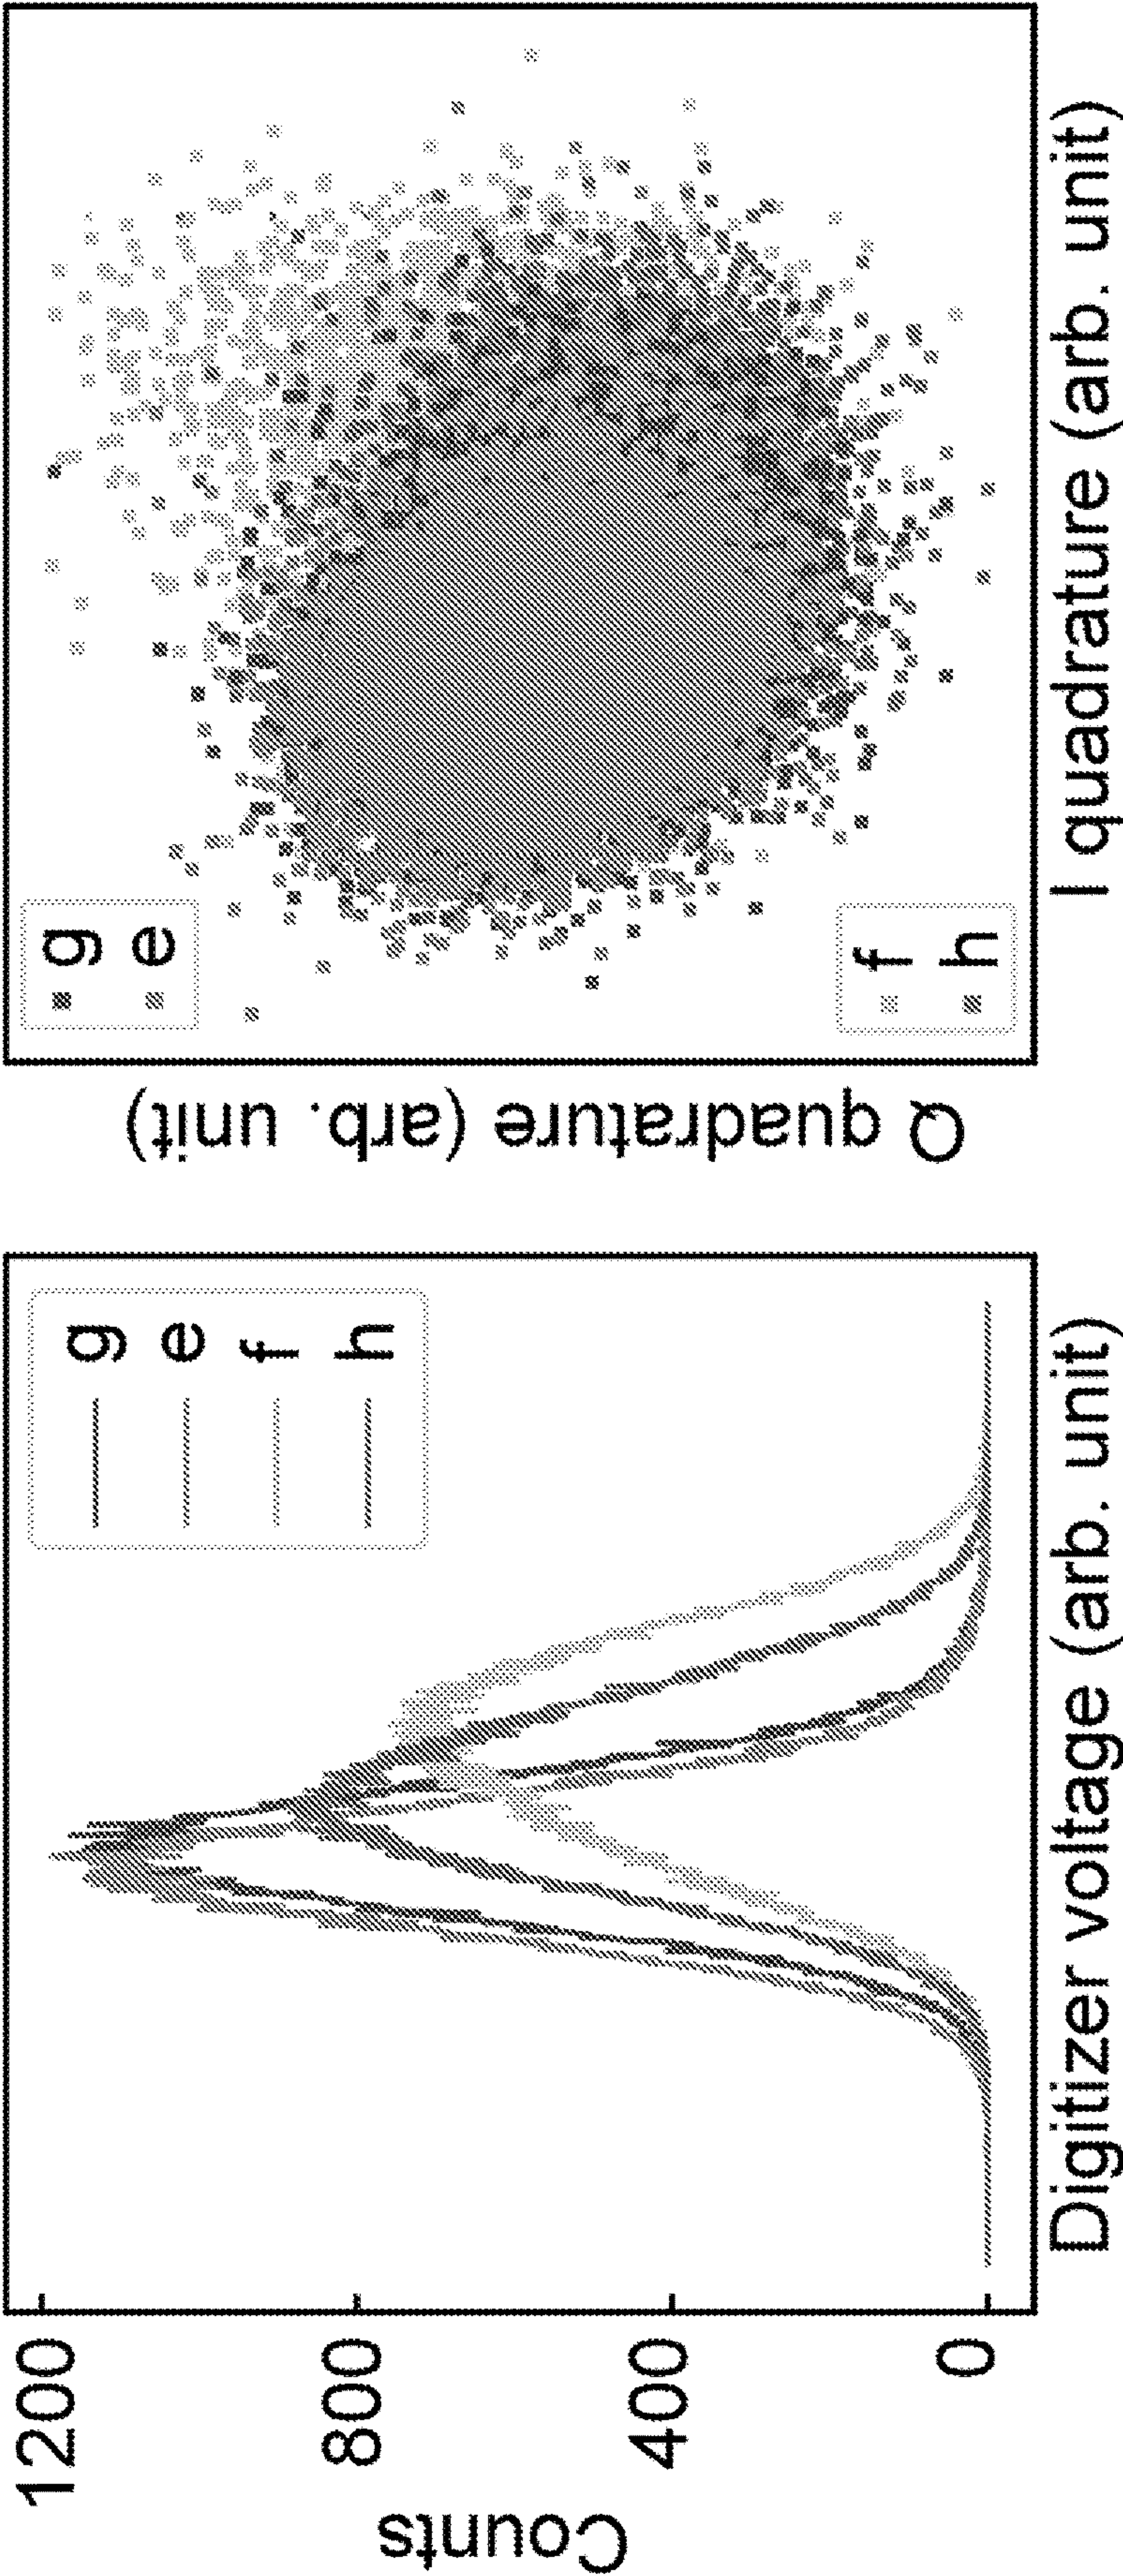 1200
800
400
0
Counts
g
e
f
h
Digitizer voltage (arb. unit)
Q quadrature (arb. unit)
g
e
f
h
I quadrature (arb. unit)